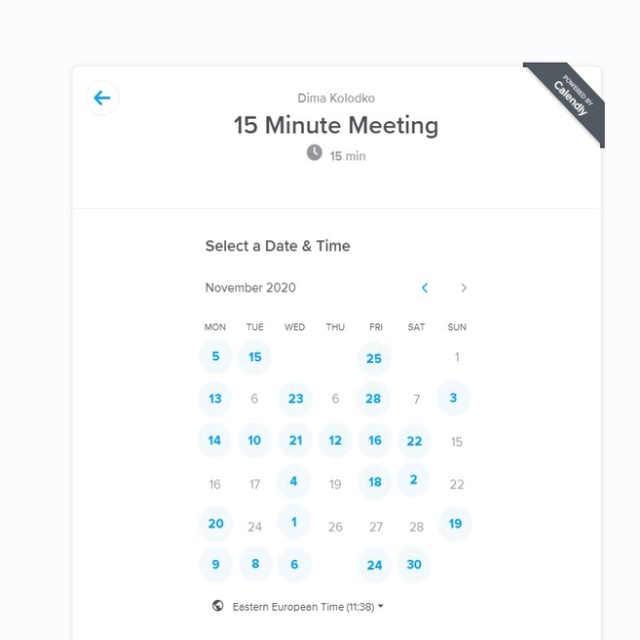 POWERED BY
Calendly
Dima Kolodko
15 Minute Meeting
15 min
Select a Date & Time
November 2020
MON TUE WED THU FRI SAT SUN
5 15 25 1
13 6 23 6 28 7 3
14 10 21 12 16 22 15
16 17 4 19 18 2 22
20 24 1 26 27 28 19
9 8 6 24 30
Eastern European Time (11:38)